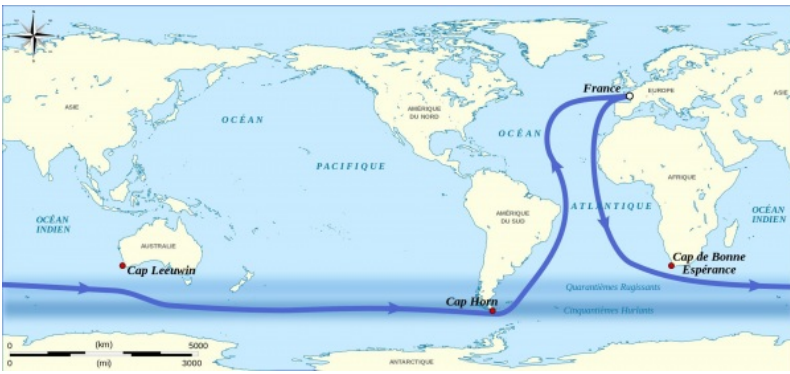 France
EUROPE
ASIE
ASIE
AMÉRIQUE
DU NORD
OCÉAN
OCÉAN
PACIFIQUE
AFRIQUE
ATLANTIQUE
AMÉRIQUE
DU SUD
OCÉAN
INDIEN
OCÉAN
INDIEN
AUSTRALIE
Cap de Bonne
Espérance
Cap Leeuwin
Quarantièmes Rugissants
Cap Horn
Cinquantièmes Hurlants
0 (km) 5000
0 (mi) 3000
ANTARCTIQUE